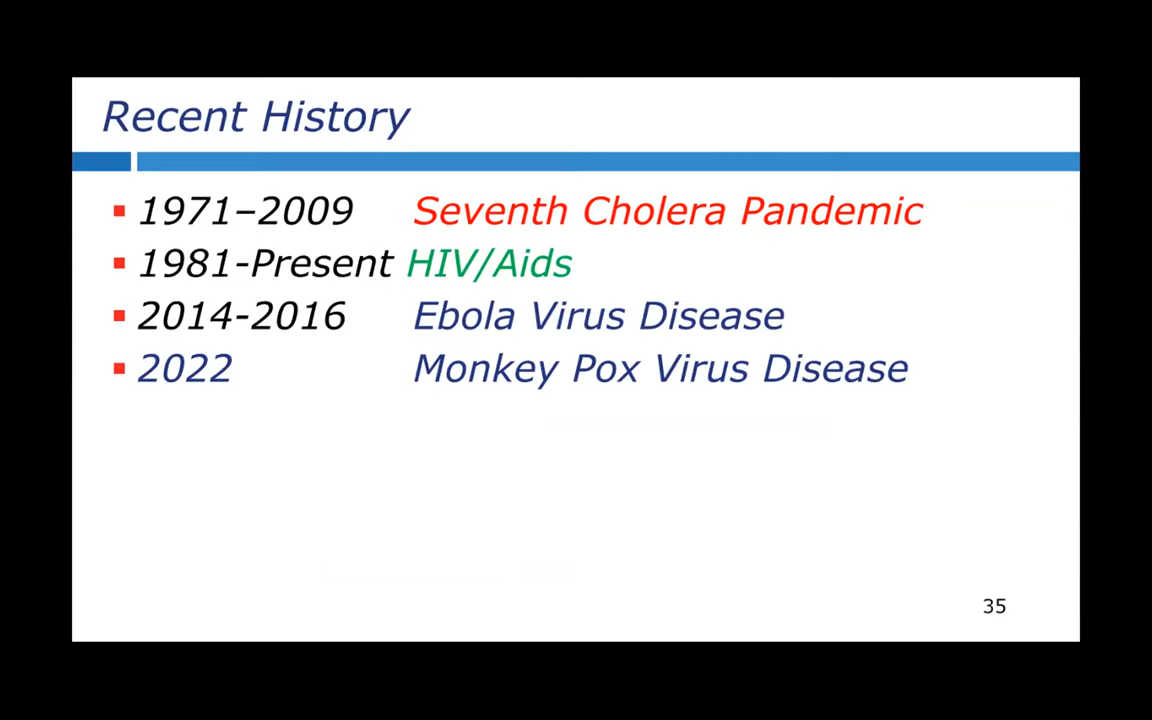 Recent History
1971–2009 Seventh Cholera Pandemic
1981-Present HIV/Aids
2014-2016 Ebola Virus Disease
2022 Monkey Pox Virus Disease
35